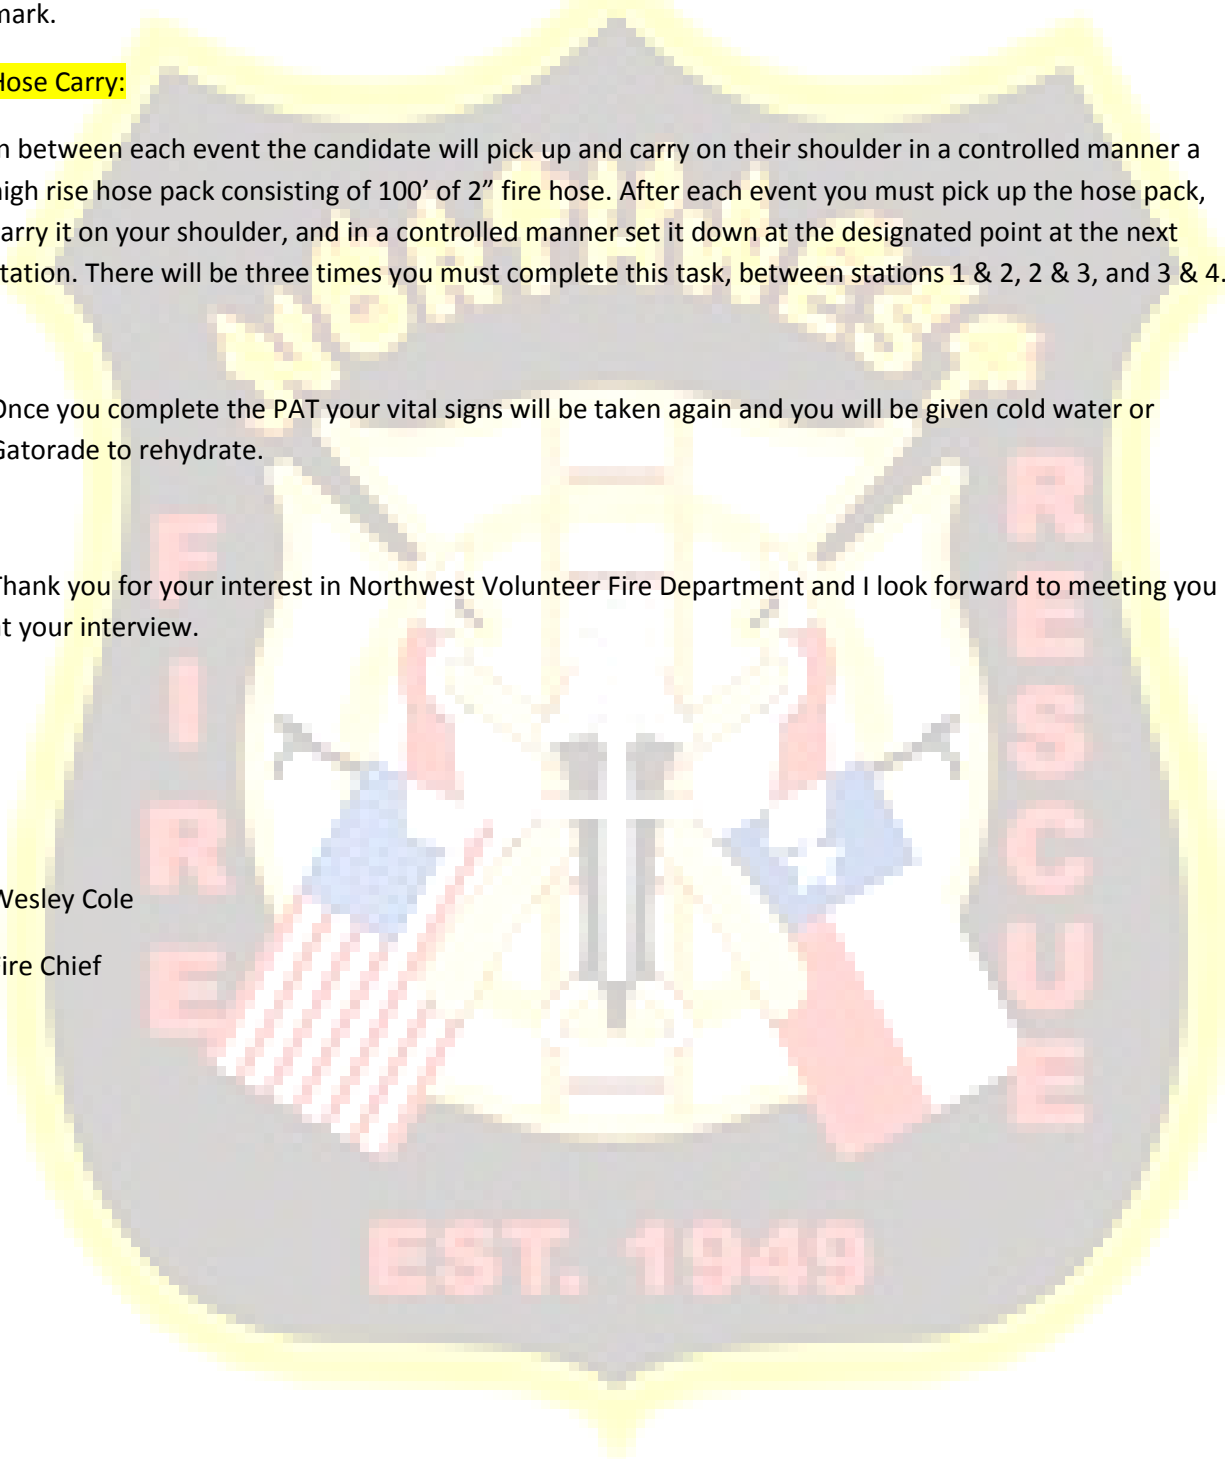 mark.
Hose Carry:
n between each event the candidate will pick up and carry on their shoulder in a controlled manner a
high rise hose pack consisting of 100’ of 2” fire hose. After each event you must pick up the hose pack,
carry it on your shoulder, and in a controlled manner set it down at the designated point at the next
station. There will be three times you must complete this task, between stations 1 & 2, 2 & 3, and 3 & 4.
Once you complete the PAT your vital signs will be taken again and you will be given cold water or
Gatorade to rehydrate.
Thank you for your interest in Northwest Volunteer Fire Department and I look forward to meeting you
at your interview.
Wesley Cole
Fire Chief
NORTHWEST
FIRE
RESCUE
EST. 1949